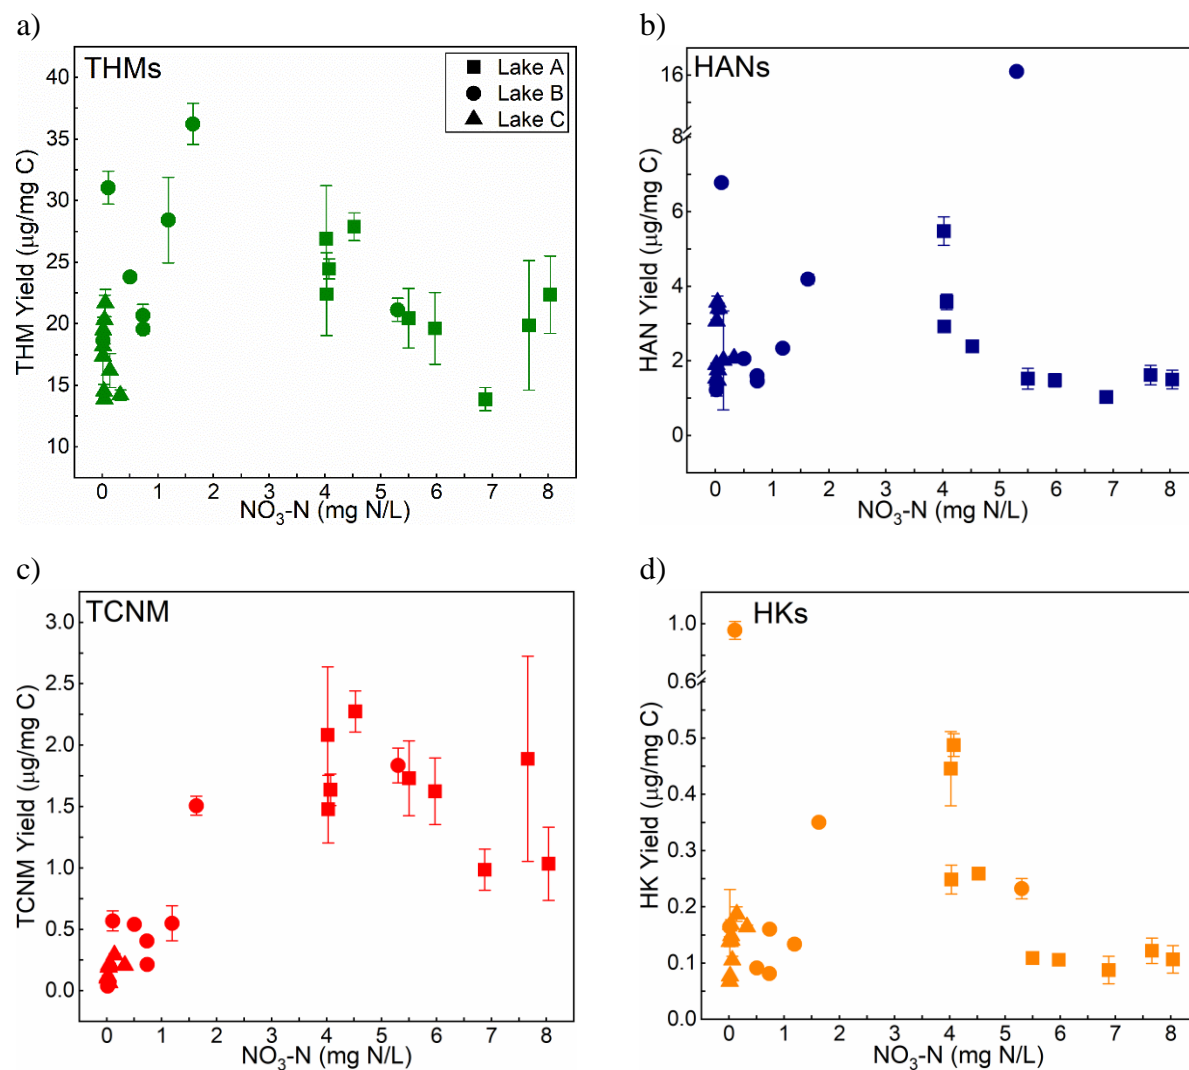 a)
THMs
Lake A
Lake B
Lake C
THM Yield (μg/mg C)
40
35
30
25
20
15
10
0 1 2 3 4 5 6 7 8
NO₃-N (mg N/L)
b)
HANs
HAN Yield (μg/mg C)
16
8
6
4
2
0
0 1 2 3 4 5 6 7 8
NO₃-N (mg N/L)
c)
TCNM
TCNM Yield (μg/mg C)
3.0
2.5
2.0
1.5
1.0
0.5
0.0
0 1 2 3 4 5 6 7 8
NO₃-N (mg N/L)
d)
HKs
HK Yield (μg/mg C)
1.0
0.6
0.5
0.4
0.3
0.2
0.1
0.0
0 1 2 3 4 5 6 7 8
NO₃-N (mg N/L)